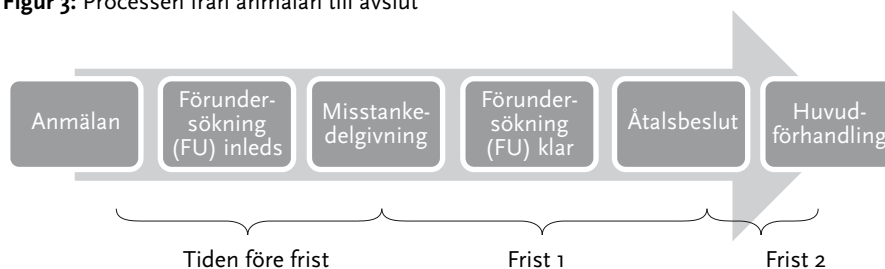 Figur 3: Processen från anmälan till avslut
Anmälan
Förunder-
sökning
(FU) inleds
Misstanke-
delgivning
Förunder-
sökning
(FU) klar
Åtalsbeslut
Huvud-
förhandling
Tiden före frist
Frist 1
Frist 2